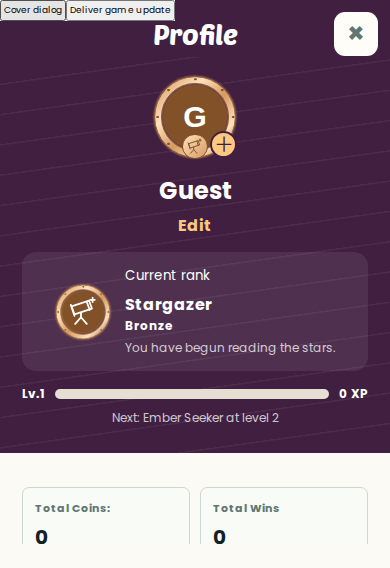 Cover dialog Deliver game update
Profile
G
Guest
Edit
Current rank
Stargazer
Bronze
You have begun reading the stars.
Lv.1 0 XP
Next: Ember Seeker at level 2
Total Coins: Total Wins
0 0